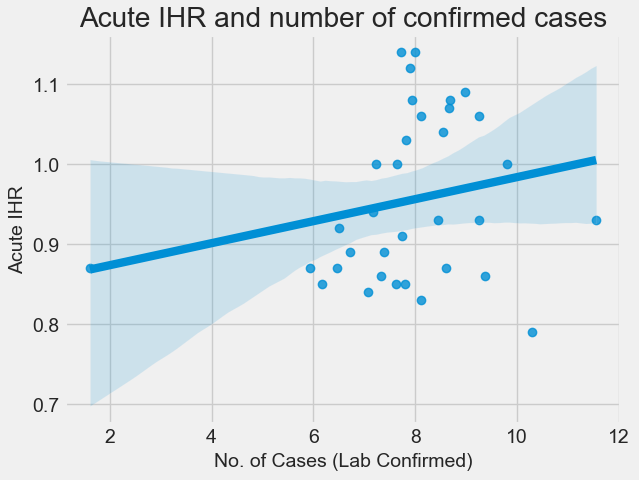 Acute IHR and number of confirmed cases
1.1
1.0
0.9
0.8
0.7
Acute IHR
2 4 6 8 10 12
No. of Cases (Lab Confirmed)